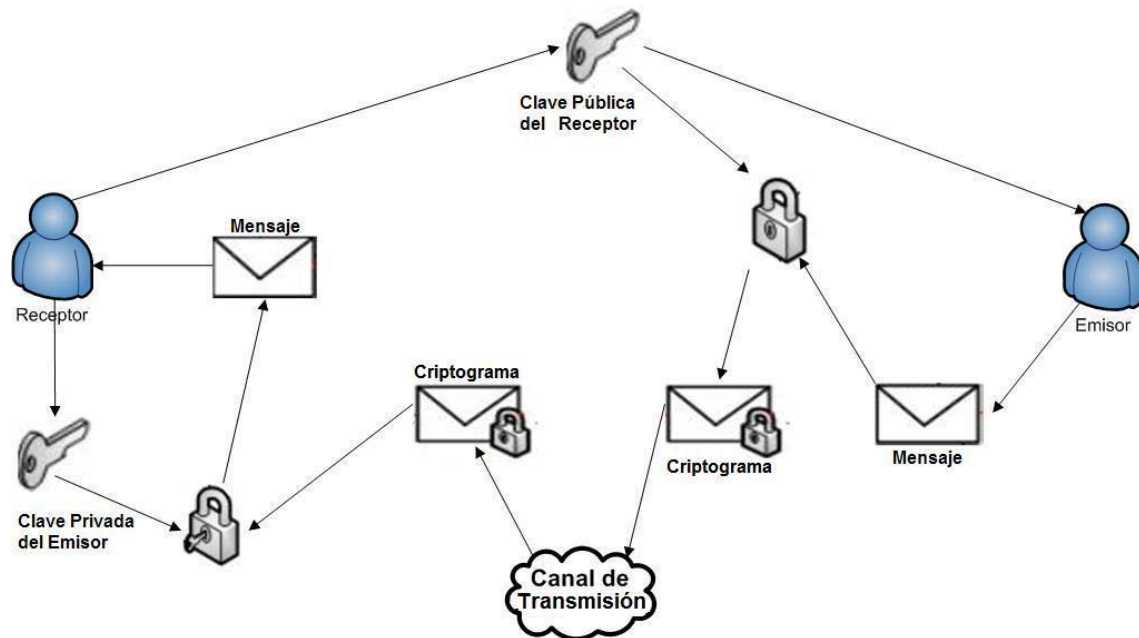 Clave Pública
del Receptor
Mensaje
Receptor
Emisor
Criptograma
Criptograma
Mensaje
Clave Privada
del Emisor
Canal de
Transmisión